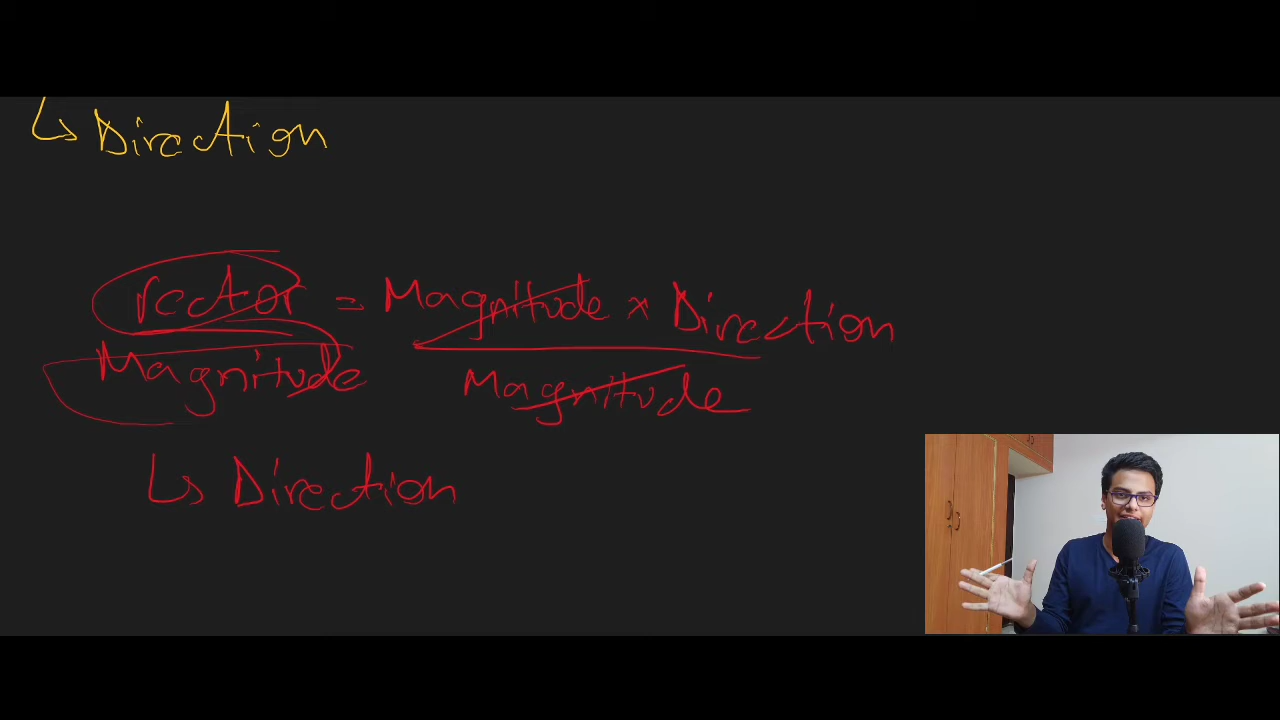 ↳ Direction
vector = Magnitude × Direction
Magnitude Magnitude
↳ Direction